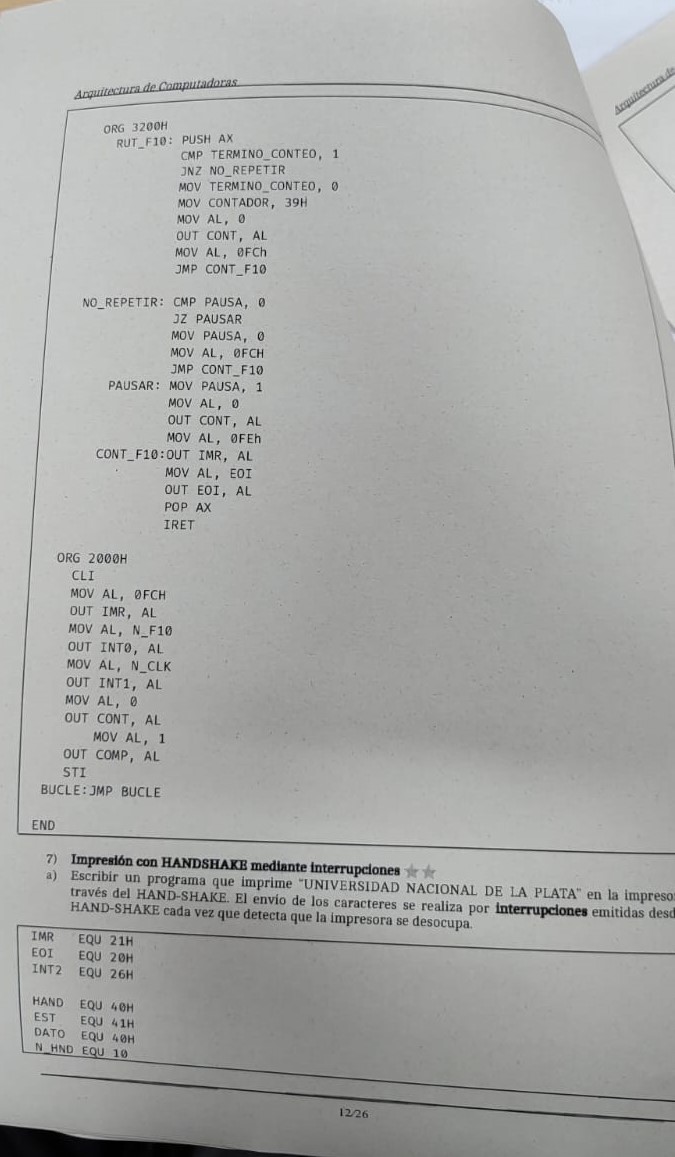 Arquitectura de Computadoras
ORG 3200H
RUT_F10: PUSH AX
CMP TERMINO_CONTEO, 1
JNZ NO_REPETIR
MOV TERMINO_CONTEO, 0
MOV CONTADOR, 39H
MOV AL, 0
OUT CONT, AL
MOV AL, 0FCh
JMP CONT_F10
NO_REPETIR: CMP PAUSA, 0
JZ PAUSAR
MOV PAUSA, 0
MOV AL, 0FCH
JMP CONT_F10
PAUSAR: MOV PAUSA, 1
MOV AL, 0
OUT CONT, AL
MOV AL, 0FEh
CONT_F10:OUT IMR, AL
MOV AL, EOI
OUT EOI, AL
POP AX
IRET
ORG 2000H
CLI
MOV AL, 0FCH
OUT IMR, AL
MOV AL, N_F10
OUT INT0, AL
MOV AL, N_CLK
OUT INT1, AL
MOV AL, 0
OUT CONT, AL
MOV AL, 1
OUT COMP, AL
STI
BUCLE:JMP BUCLE
END
7) Impresión con HANDSHAKE mediante interrupciones ★★
a) Escribir un programa que imprime "UNIVERSIDAD NACIONAL DE LA PLATA" en la impreso
través del HAND-SHAKE. El envío de los caracteres se realiza por interrupciones emitidas desd
HAND-SHAKE cada vez que detecta que la impresora se desocupa.
IMR EQU 21H
EOI EQU 20H
INT2 EQU 26H
HAND EQU 40H
EST EQU 41H
DATO EQU 40H
N_HND EQU 10
12/26
Arquitectura de